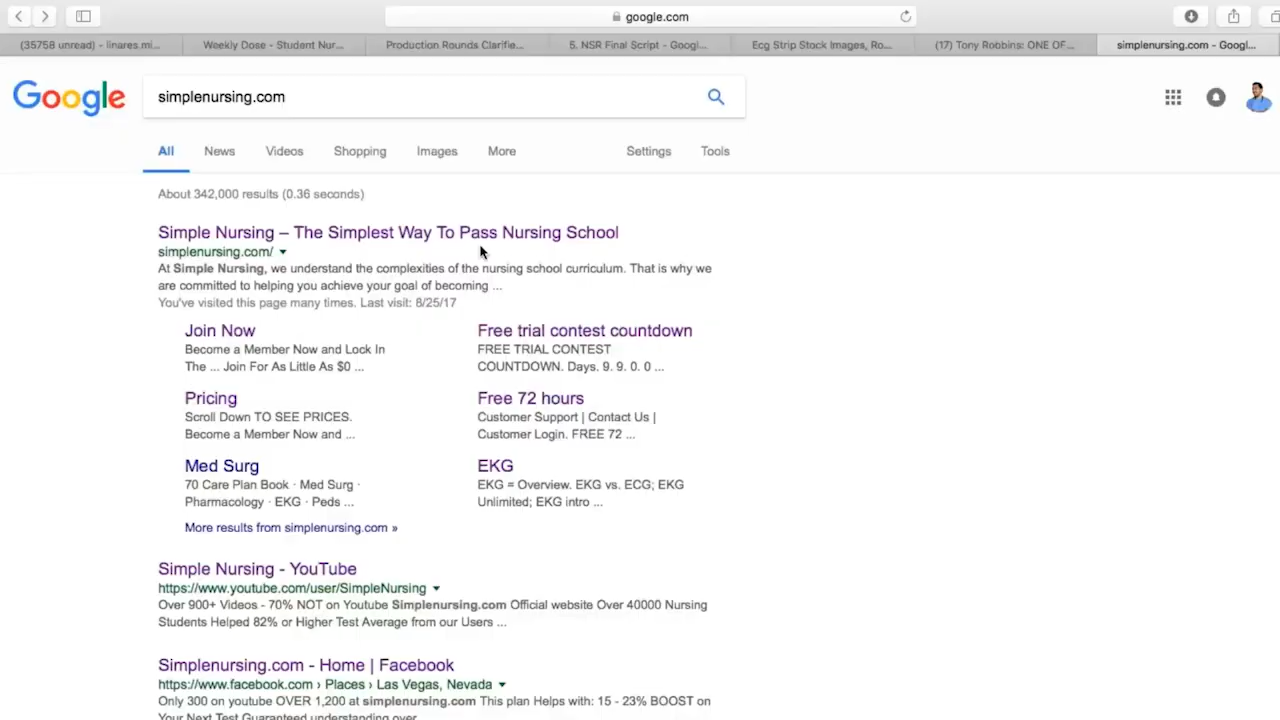 google.com
(35758 unread) - linares.mi...
Weekly Dose - Student Nur...
Production Rounds Clarifie...
5. NSR Final Script - Googl...
Ecg Strip Stock Images, Ro...
(17) Tony Robbins: ONE OF...
simplenursing.com - Googl...
Google
simplenursing.com
All
News
Videos
Shopping
Images
More
Settings
Tools
About 342,000 results (0.36 seconds)
Simple Nursing – The Simplest Way To Pass Nursing School
simplenursing.com/
At Simple Nursing, we understand the complexities of the nursing school curriculum. That is why we
are committed to helping you achieve your goal of becoming ...
You've visited this page many times. Last visit: 8/25/17
Join Now
Become a Member Now and Lock In
The ... Join For As Little As $0 ...
Free trial contest countdown
FREE TRIAL CONTEST
COUNTDOWN. Days. 9. 9. 0. 0 ...
Pricing
Scroll Down TO SEE PRICES.
Become a Member Now and ...
Free 72 hours
Customer Support | Contact Us |
Customer Login. FREE 72 ...
Med Surg
70 Care Plan Book · Med Surg ·
Pharmacology · EKG · Peds ...
EKG
EKG = Overview. EKG vs. ECG; EKG
Unlimited; EKG intro ...
More results from simplenursing.com »
Simple Nursing - YouTube
https://www.youtube.com/user/SimpleNursing
Over 900+ Videos - 70% NOT on Youtube Simplenursing.com Official website Over 40000 Nursing
Students Helped 82% or Higher Test Average from our Users ...
Simplenursing.com - Home | Facebook
https://www.facebook.com › Places › Las Vegas, Nevada
Only 300 on youtube OVER 1,200 at simplenursing.com This plan Helps with: 15 - 23% BOOST on
Your Next Test Guaranteed understanding over